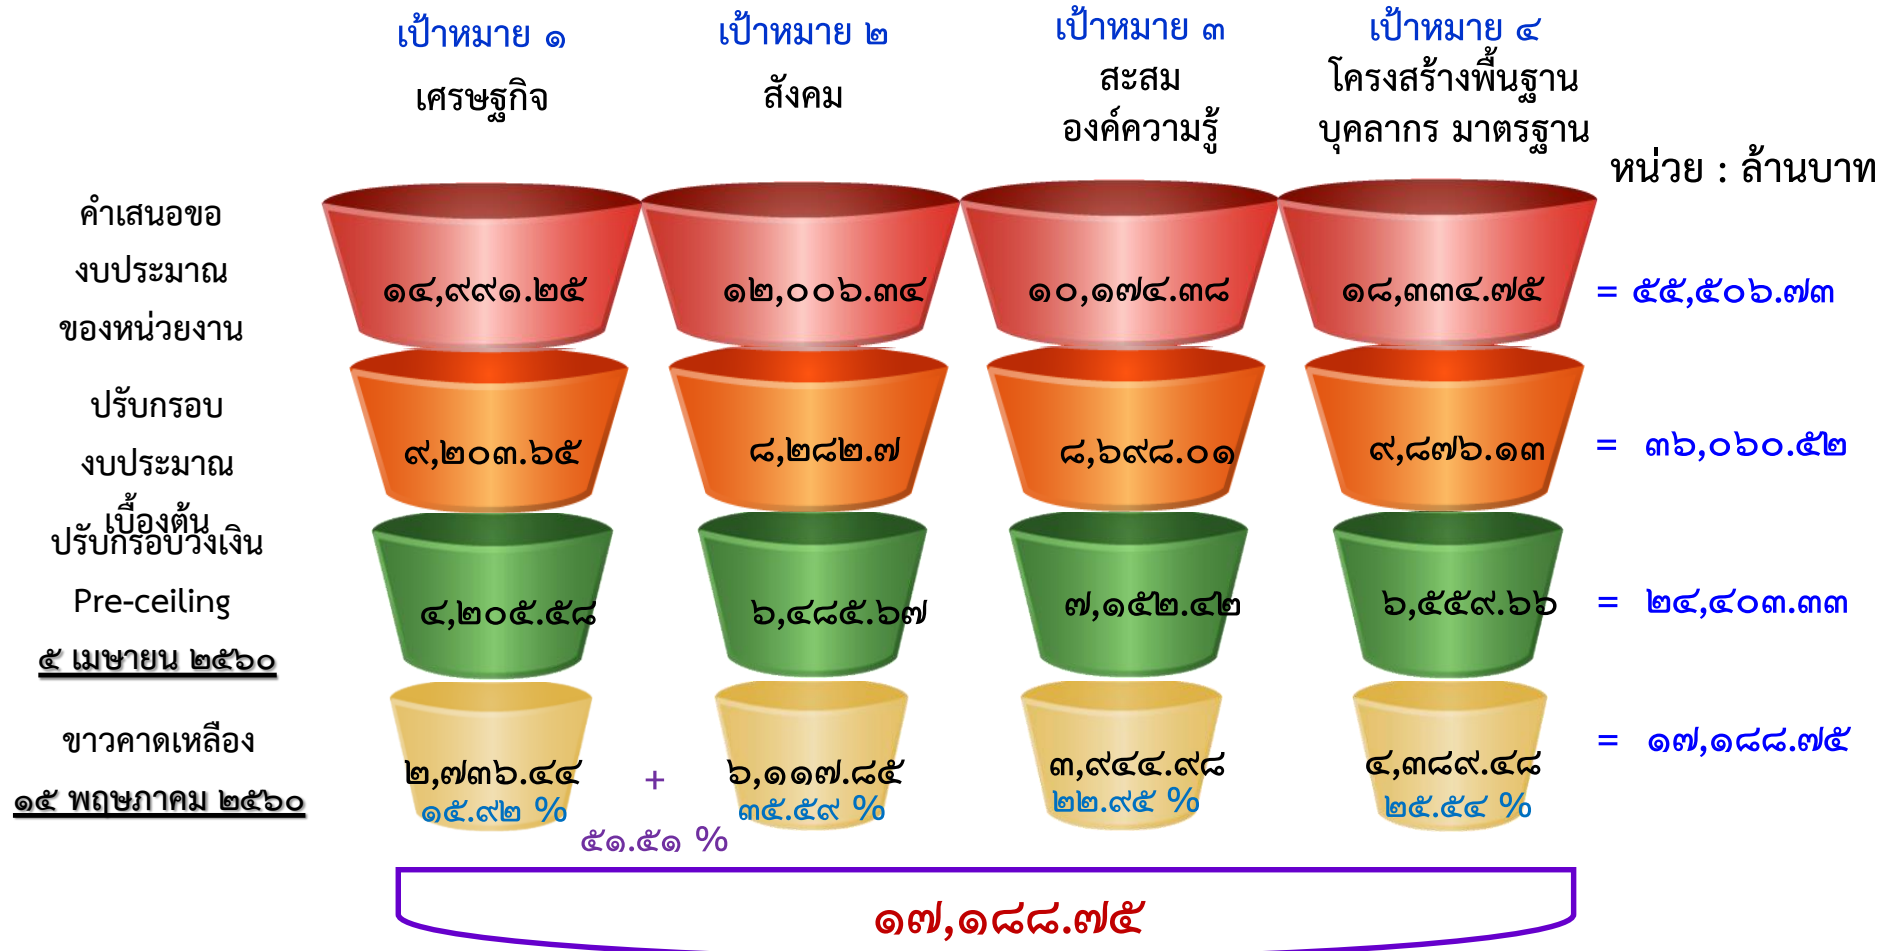 เป้าหมาย ๑
เป้าหมาย ๒
เป้าหมาย ๓
เป้าหมาย ๔
เศรษฐกิจ
สังคม
สะสม
องค์ความรู้
โครงสร้างพื้นฐาน
บุคลากร มาตรฐาน
หน่วย : ล้านบาท
คำเสนอขอ
งบประมาณ
ของหน่วยงาน
๑๔,๙๙๑.๒๕
๑๒,๐๐๖.๓๔
๑๐,๑๗๔.๓๘
๑๘,๓๓๔.๗๕
= ๕๕,๕๐๖.๗๓
ปรับกรอบ
งบประมาณ
เบื้องต้น
๙,๒๐๓.๖๕
๘,๒๘๒.๗
๘,๖๙๘.๐๑
๙,๘๗๖.๑๓
= ๓๖,๐๖๐.๕๒
ปรับกรอบวงเงิน
Pre-ceiling
๕ เมษายน ๒๕๖๐
๔,๒๐๕.๕๘
๖,๔๘๕.๖๗
๗,๑๕๒.๔๒
๖,๕๕๙.๖๖
= ๒๔,๔๐๓.๓๓
ขาวคาดเหลือง
๑๕ พฤษภาคม ๒๕๖๐
๒,๗๓๖.๔๔
๑๕.๙๒ %
+
๕๑.๕๑ %
๖,๑๑๗.๘๕
๓๕.๕๙ %
๓,๙๔๔.๙๘
๒๒.๙๕ %
๔,๓๘๙.๔๘
๒๕.๕๔ %
= ๑๗,๑๘๘.๗๕
๑๗,๑๘๘.๗๕